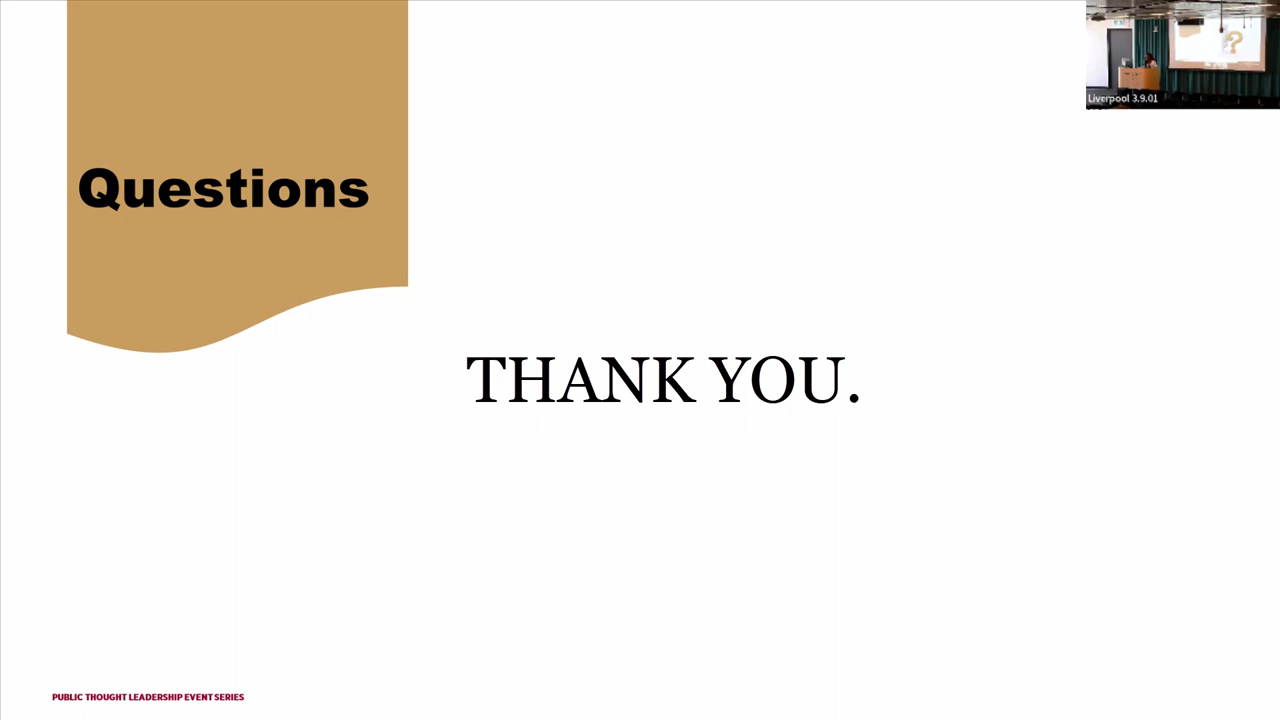 Questions
Liverpool 3.9.01
THANK YOU.
PUBLIC THOUGHT LEADERSHIP EVENT SERIES